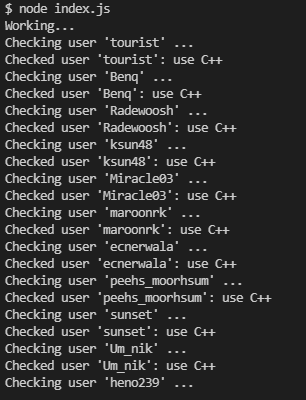 $ node index.js
Working...
Checking user 'tourist' ...
Checked user 'tourist': use C++
Checking user 'Benq' ...
Checked user 'Benq': use C++
Checking user 'Radewoosh' ...
Checked user 'Radewoosh': use C++
Checking user 'ksun48' ...
Checked user 'ksun48': use C++
Checking user 'Miracle03' ...
Checked user 'Miracle03': use C++
Checking user 'maroonrk' ...
Checked user 'maroonrk': use C++
Checking user 'ecnerwala' ...
Checked user 'ecnerwala': use C++
Checking user 'peehs_moorhsum' ...
Checked user 'peehs_moorhsum': use C++
Checking user 'sunset' ...
Checked user 'sunset': use C++
Checking user 'Um_nik' ...
Checked user 'Um_nik': use C++
Checking user 'heno239' ...